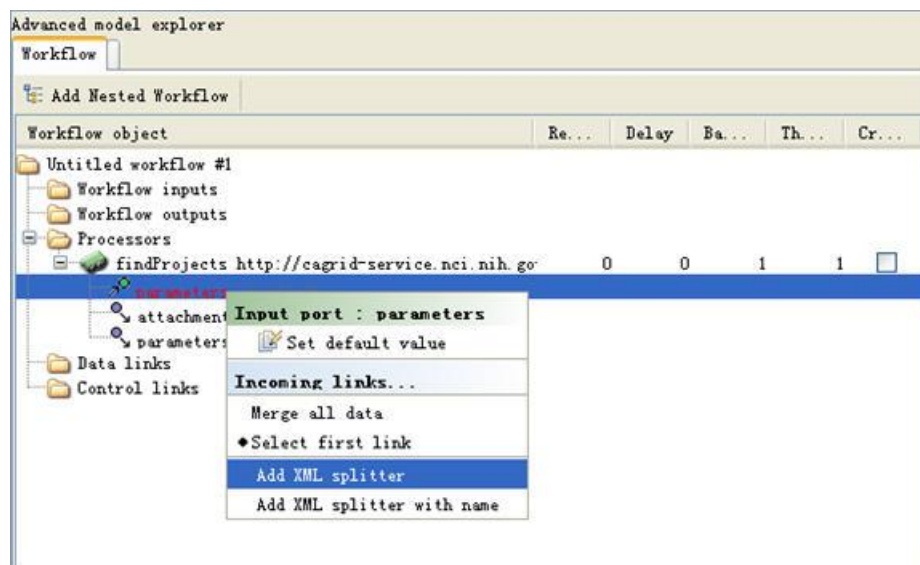 Advanced model explorer
Workflow
Add Nested Workflow
Workflow object Re... Delay Ba... Th... Cr...
Untitled workflow #1
Workflow inputs
Workflow outputs
Processors
findProjects http://cagrid-service.nci.nih.go 0 0 1 1
parameters
attachment
parameters
Data links
Control links
Input port : parameters
Set default value
Incoming links...
Merge all data
Select first link
Add XML splitter
Add XML splitter with name